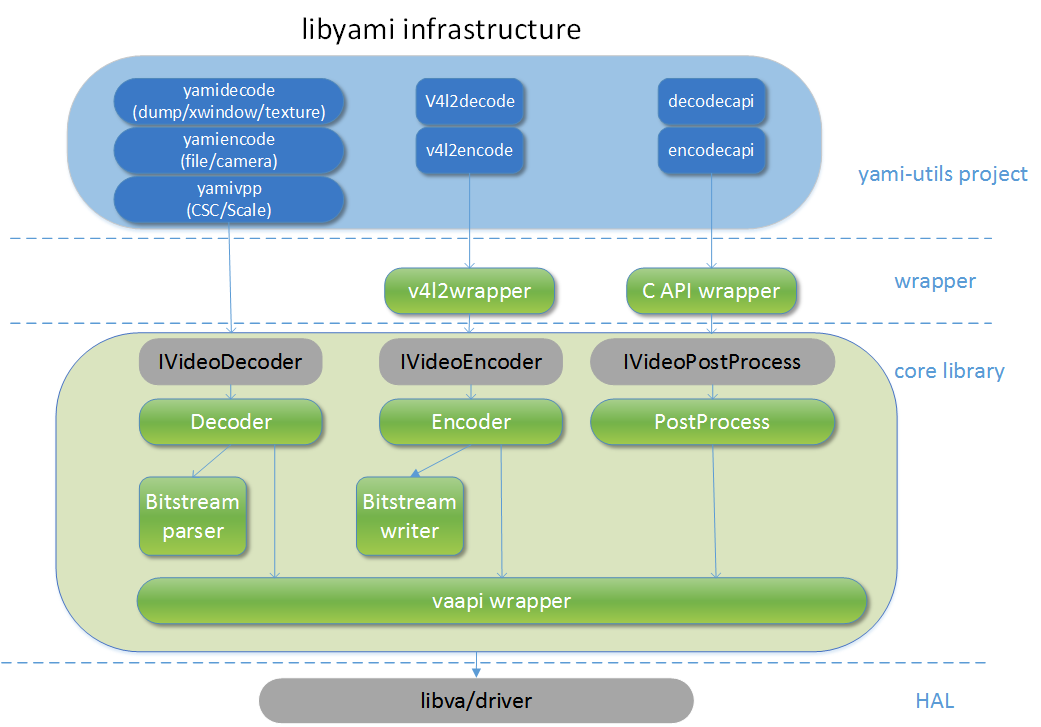 libyami infrastructure
yamidecode
(dump/xwindow/texture)
yamiencode
(file/camera)
yamivpp
(CSC/Scale)
V4l2decode
v4l2encode
decodecapi
encodecapi
yami-utils project
v4l2wrapper
C API wrapper
wrapper
IVideoDecoder
IVideoEncoder
IVideoPostProcess
core library
Decoder
Encoder
PostProcess
Bitstream
parser
Bitstream
writer
vaapi wrapper
libva/driver
HAL